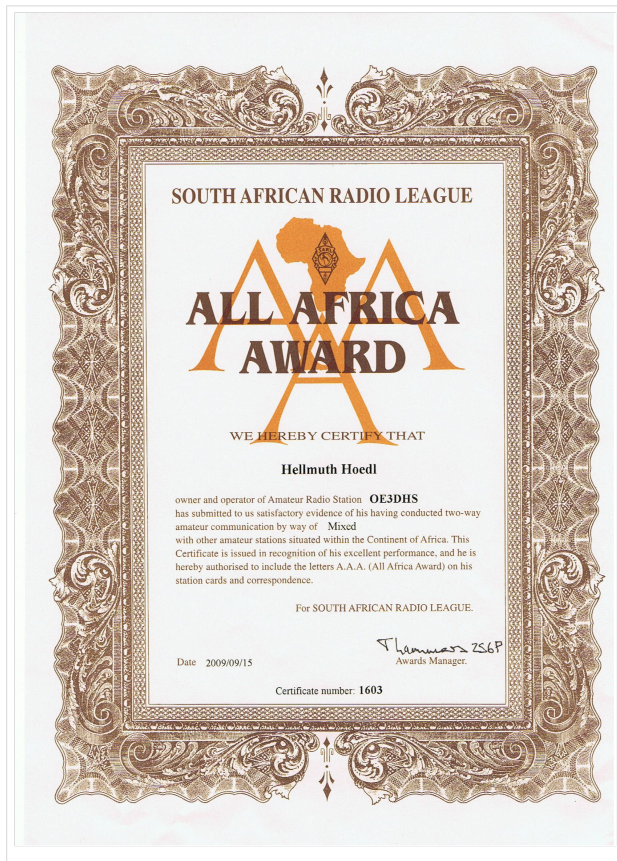 SOUTH AFRICAN RADIO LEAGUE
ALL AFRICA
AWARD
WE HEREBY CERTIFY THAT
Hellmuth Hoedl
owner and operator of Amateur Radio Station OE3DHS
has submitted to us satisfactory evidence of his having conducted two-way
amateur communication by way of Mixed
with other amateur stations situated within the Continent of Africa. This
Certificate is issued in recognition of his excellent performance, and he is
hereby authorised to include the letters A.A.A. (All Africa Award) on his
station cards and correspondence.
For SOUTH AFRICAN RADIO LEAGUE.
ZS6P
Date 2009/09/15
Awards Manager.
Certificate number: 1603